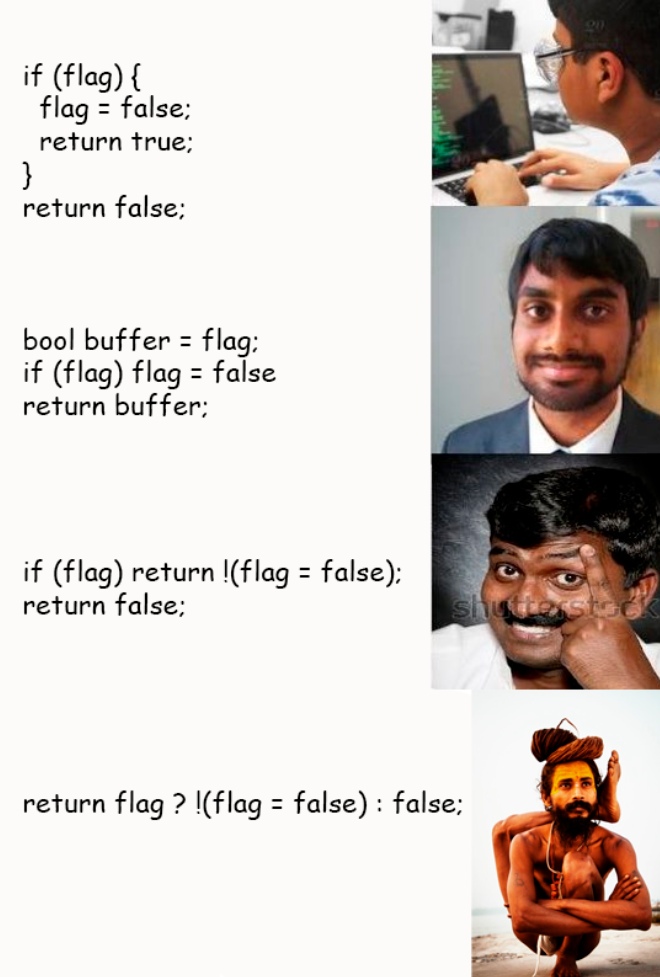 if (flag) {
flag = false;
return true;
}
return false;
bool buffer = flag;
if (flag) flag = false
return buffer;
if (flag) return !(flag = false);
return false;
shutterstock
return flag ? !(flag = false) : false;